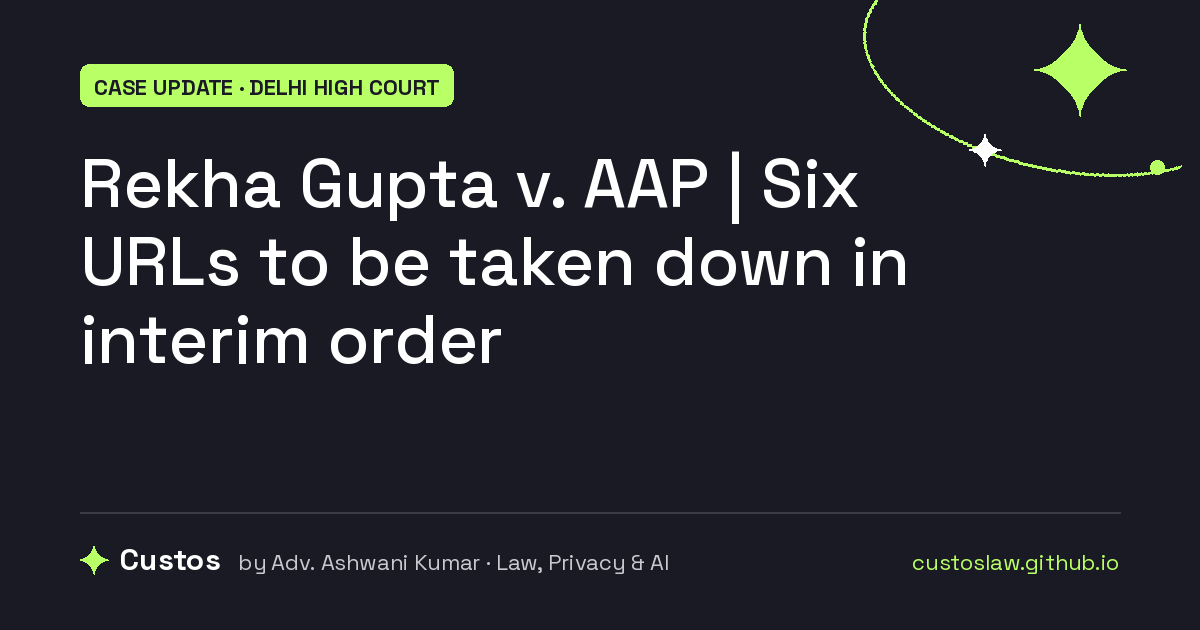 CASE UPDATE · DELHI HIGH COURT
Rekha Gupta v. AAP | Six
URLs to be taken down in
interim order
Custos by Adv. Ashwani Kumar · Law, Privacy & AI
custoslaw.github.io